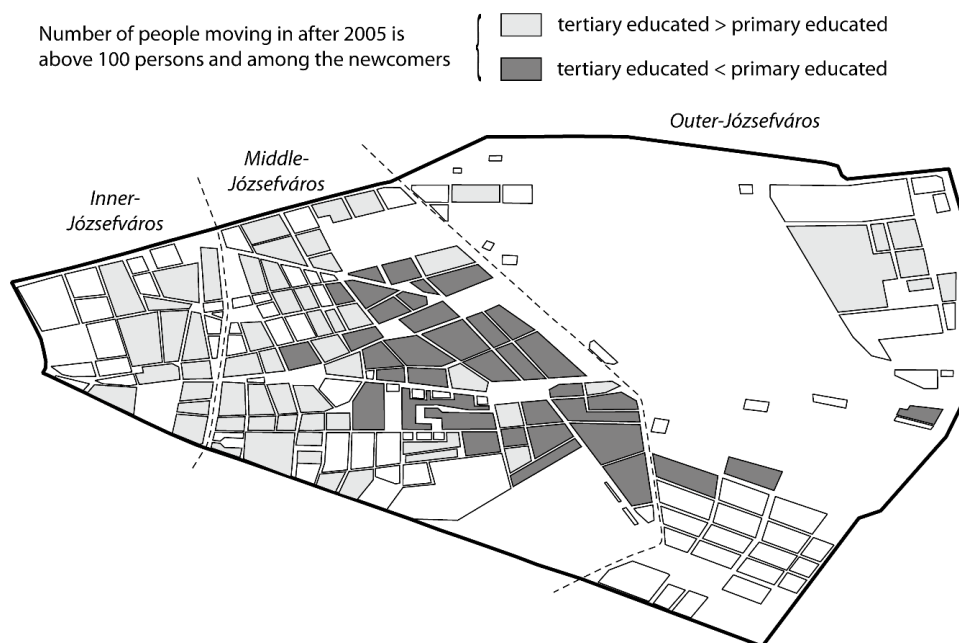 Number of people moving in after 2005 is
above 100 persons and among the newcomers
tertiary educated > primary educated
tertiary educated < primary educated
Outer-Józsefváros
Middle-
Józsefváros
Inner-
Józsefváros